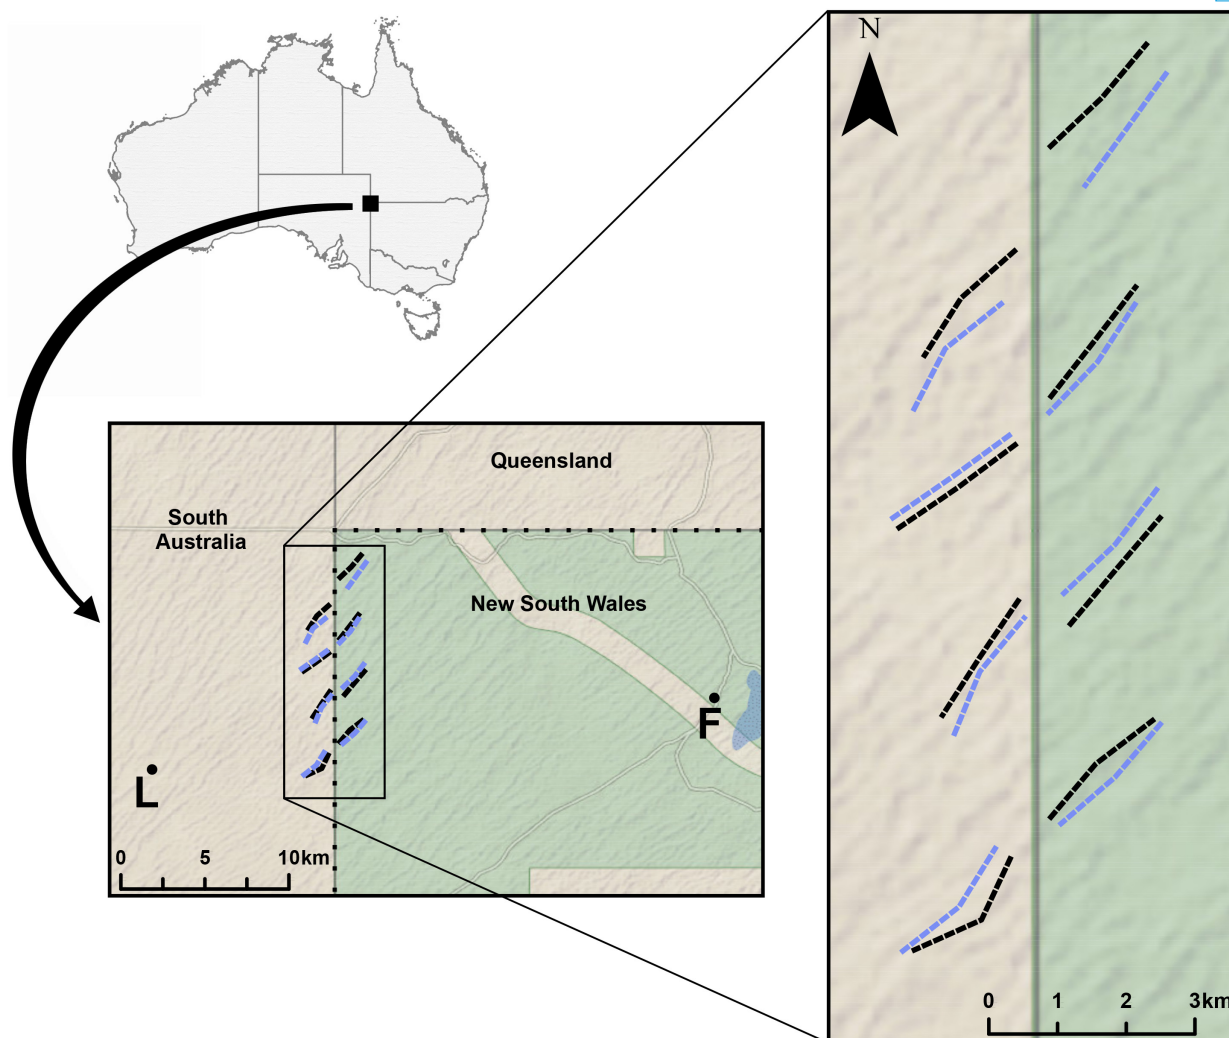 N
Queensland
South
Australia
New South Wales
F
L
0 5 10km
0 1 2 3km